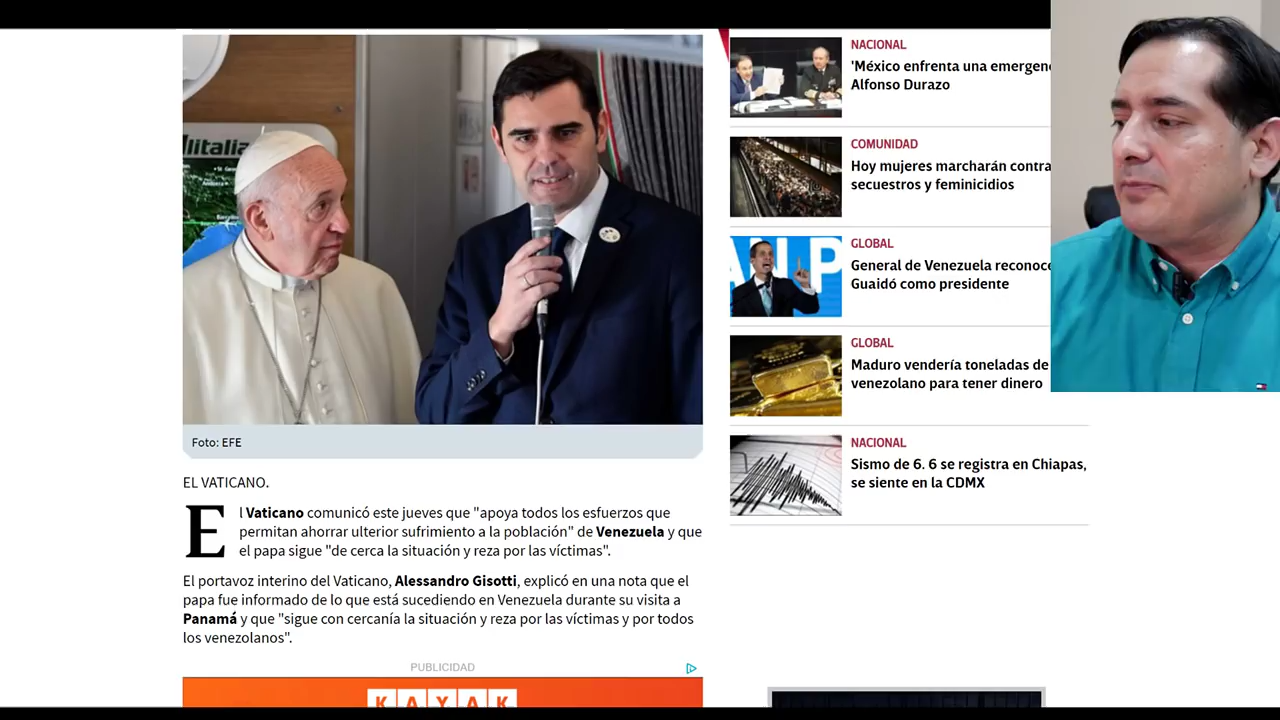 litalia
Foto: EFE
EL VATICANO.
El Vaticano comunicó este jueves que "apoya todos los esfuerzos que
permitan ahorrar ulterior sufrimiento a la población" de Venezuela y que
el papa sigue "de cerca la situación y reza por las víctimas".
El portavoz interino del Vaticano, Alessandro Gisotti, explicó en una nota que el
papa fue informado de lo que está sucediendo en Venezuela durante su visita a
Panamá y que "sigue con cercanía la situación y reza por las víctimas y por todos
los venezolanos".
PUBLICIDAD
KAYAK
NACIONAL
'México enfrenta una emergen
Alfonso Durazo
COMUNIDAD
Hoy mujeres marcharán contra
secuestros y feminicidios
GLOBAL
General de Venezuela reconoc
Guaidó como presidente
GLOBAL
Maduro vendería toneladas de
venezolano para tener dinero
NACIONAL
Sismo de 6. 6 se registra en Chiapas,
se siente en la CDMX